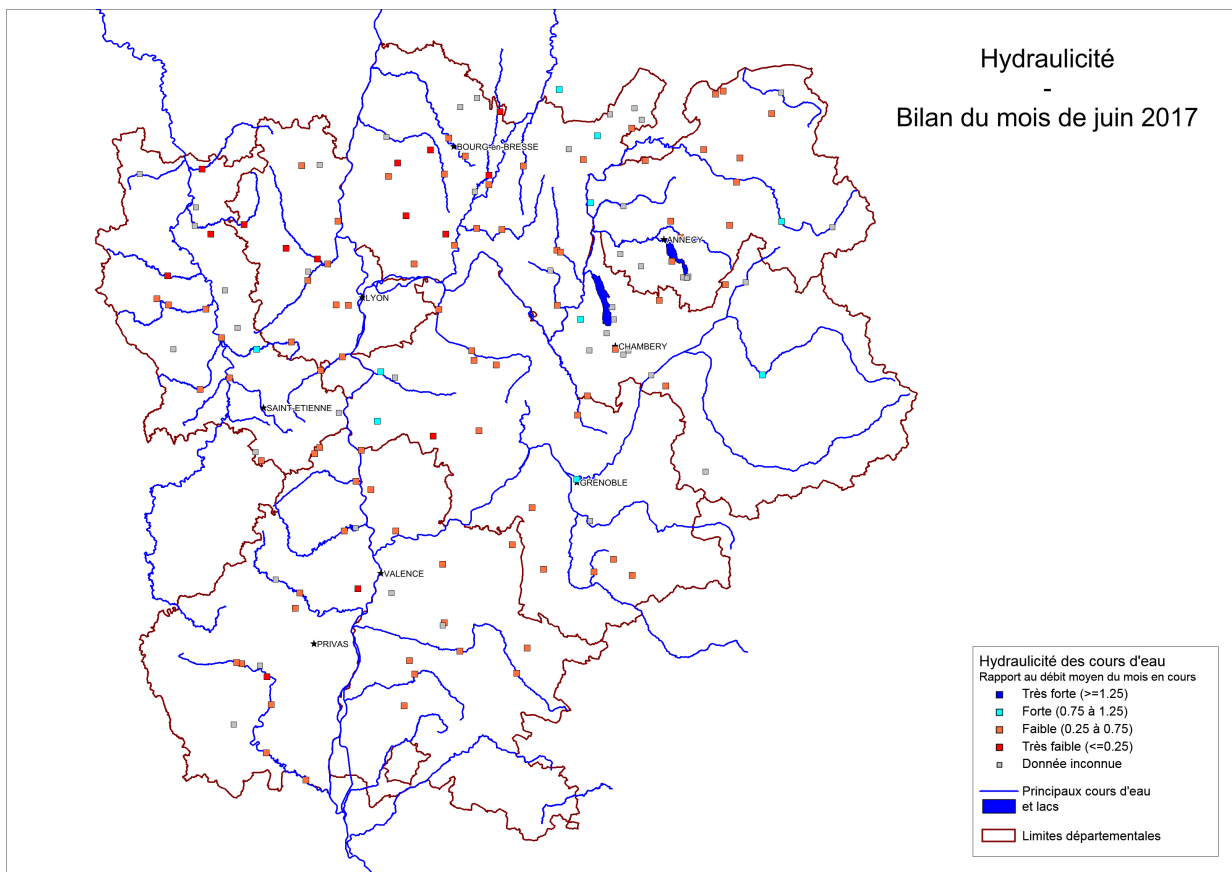 Hydraulicité
-
Bilan du mois de juin 2017
BOURG-en-BRESSE
ANNECY
LYON
CHAMBERY
SAINT-ETIENNE
GRENOBLE
VALENCE
PRIVAS
Hydraulicité des cours d'eau
Rapport au débit moyen du mois en cours
Très forte (>=1.25)
Forte (0.75 à 1.25)
Faible (0.25 à 0.75)
Très faible (<=0.25)
Donnée inconnue
Principaux cours d'eau
et lacs
Limites départementales